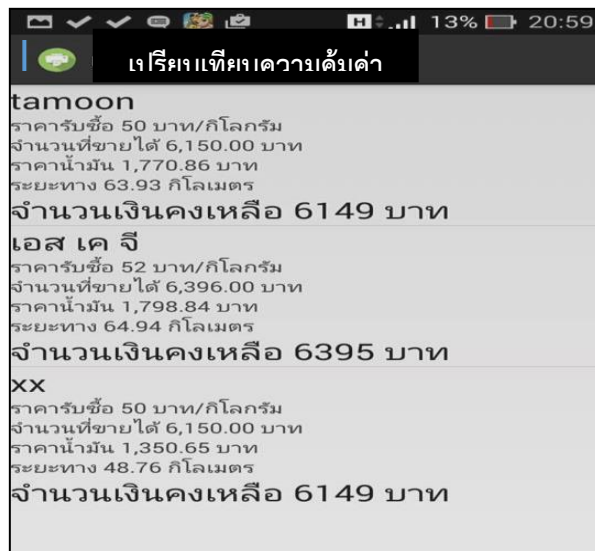 H 13% 20:59
เปรียบเทียบความคุ้มค่า
tamoon
ราคารับซื้อ 50 บาท/กิโลกรัม
จำนวนที่ขายได้ 6,150.00 บาท
ราคาน้ำมัน 1,770.86 บาท
ระยะทาง 63.93 กิโลเมตร
จำนวนเงินคงเหลือ 6149 บาท
เอส เค จี
ราคารับซื้อ 52 บาท/กิโลกรัม
จำนวนที่ขายได้ 6,396.00 บาท
ราคาน้ำมัน 1,798.84 บาท
ระยะทาง 64.94 กิโลเมตร
จำนวนเงินคงเหลือ 6395 บาท
xx
ราคารับซื้อ 50 บาท/กิโลกรัม
จำนวนที่ขายได้ 6,150.00 บาท
ราคาน้ำมัน 1,350.65 บาท
ระยะทาง 48.76 กิโลเมตร
จำนวนเงินคงเหลือ 6149 บาท